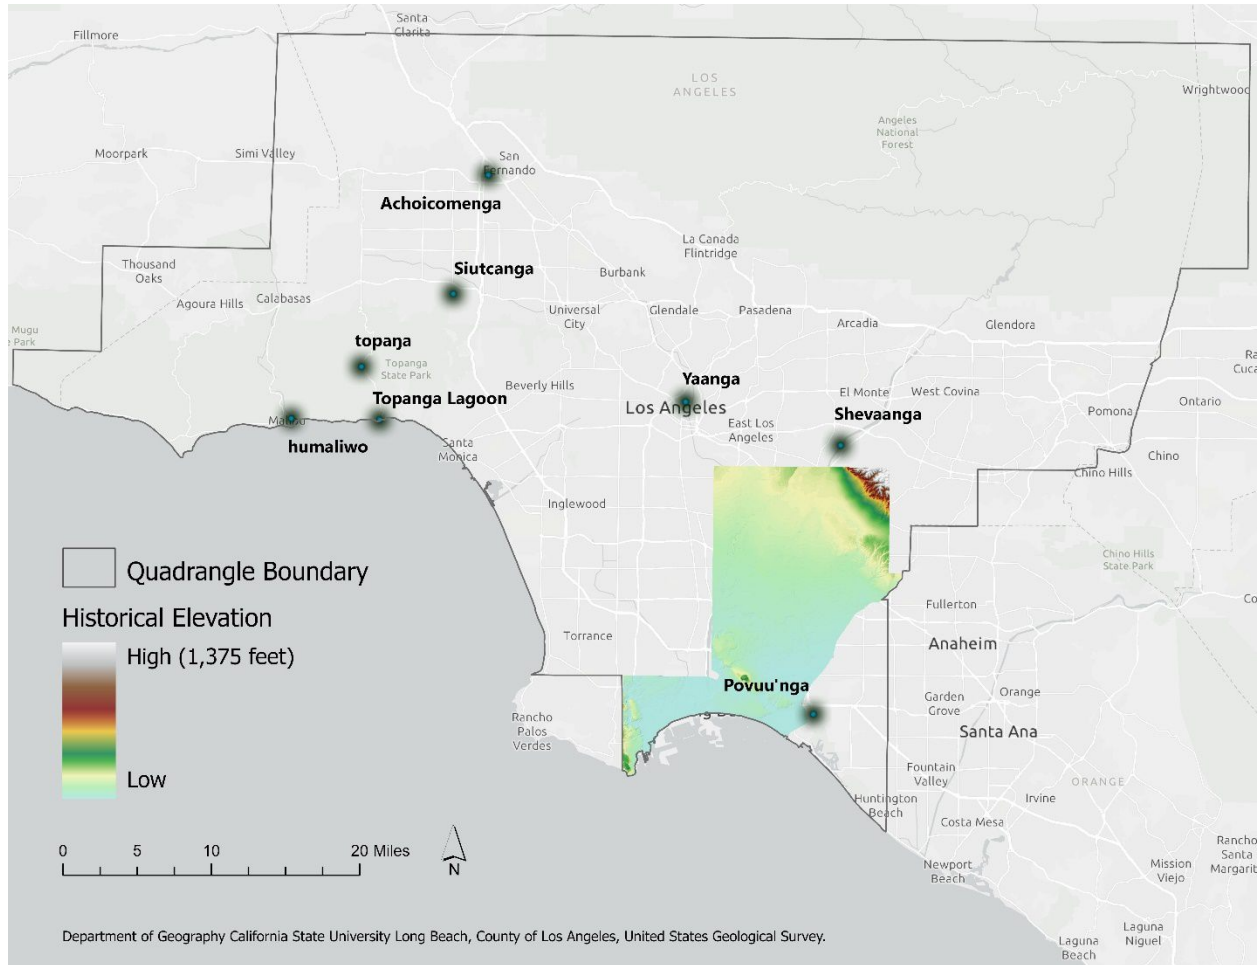 Santa
Clarita
Fillmore
LOS
ANGELES
Wrightwood
Angeles
National
Forest
Moorpark
Simi Valley
San
Fernando
Achoicomenga
La Canada
Flintridge
Thousand
Oaks
Siutcanga
Burbank
Agoura Hills
Calabasas
Universal
City
Glendale
Pasadena
Arcadia
Glendora
Mugu
e Park
topaŋa
Topanga
State Park
Beverly Hills
Yaanga
El Monte
West Covina
Ra
Cuca
Topanga Lagoon
Los Angeles
Shevaanga
Pomona
Ontario
East Los
Angeles
humaliwo
Santa
Monica
Chino
Chino Hills
Inglewood
Quadrangle Boundary
Chino Hills
State Park
Historical Elevation
High (1,375 feet)
Low
Co
Fullerton
Torrance
Anaheim
Povuu'nga
Garden
Grove
Orange
Rancho
Palos
Verdes
Santa Ana
Fountain
Valley
ORANGE
Huntington
Beach
Irvine
Costa Mesa
0 5 10 20 Miles
N
Newport
Beach
Rancho
Santa
Margarit
Mission
Viejo
Laguna
Niguel
Laguna
Beach
Department of Geography California State University Long Beach, County of Los Angeles, United States Geological Survey.